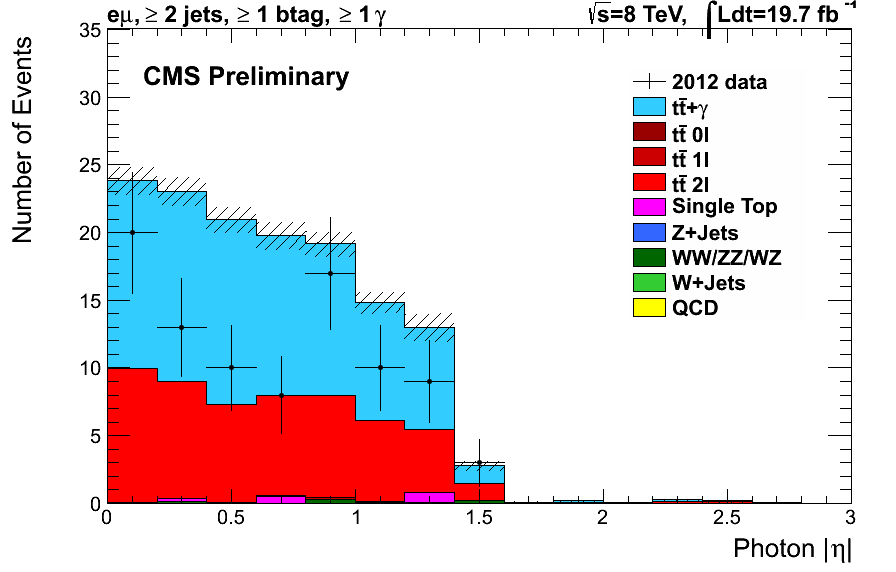 eμ, ≥ 2 jets, ≥ 1 btag, ≥ 1 γ
√s=8 TeV, ∫Ldt=19.7 fb⁻¹
Number of Events
35
30
25
20
15
10
5
0
CMS Preliminary
2012 data
tt̄+γ
tt̄ 0l
tt̄ 1l
tt̄ 2l
Single Top
Z+Jets
WW/ZZ/WZ
W+Jets
QCD
0 0.5 1 1.5 2 2.5 3
Photon |η|